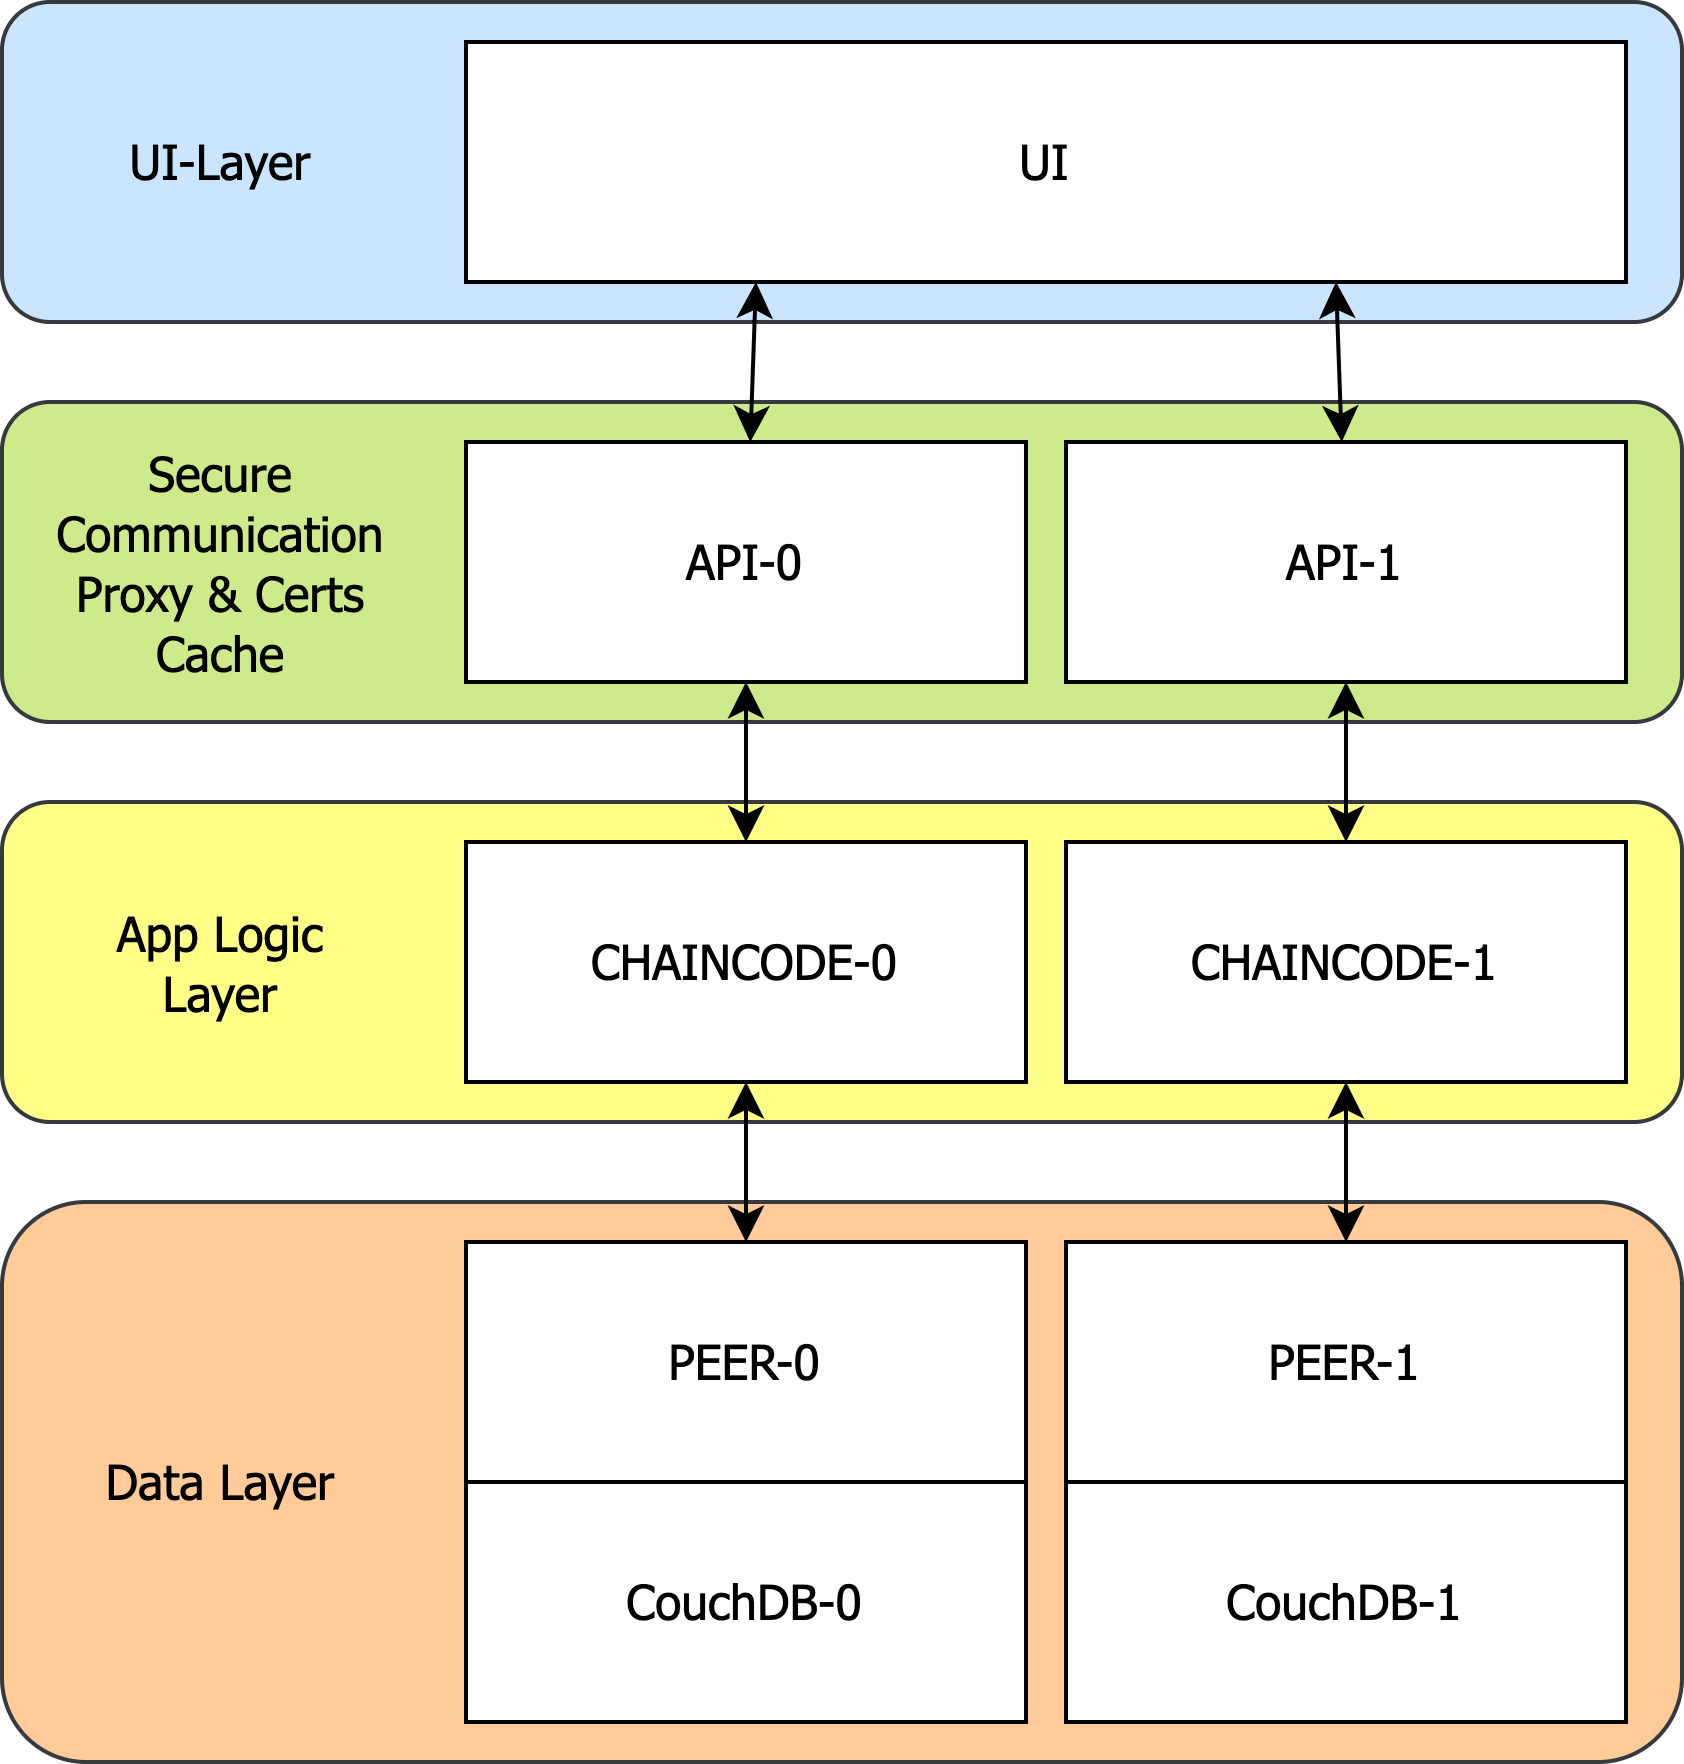 UI-Layer
UI
Secure
Communication
Proxy & Certs
Cache
API-0
API-1
App Logic
Layer
CHAINCODE-0
CHAINCODE-1
Data Layer
PEER-0
PEER-1
CouchDB-0
CouchDB-1